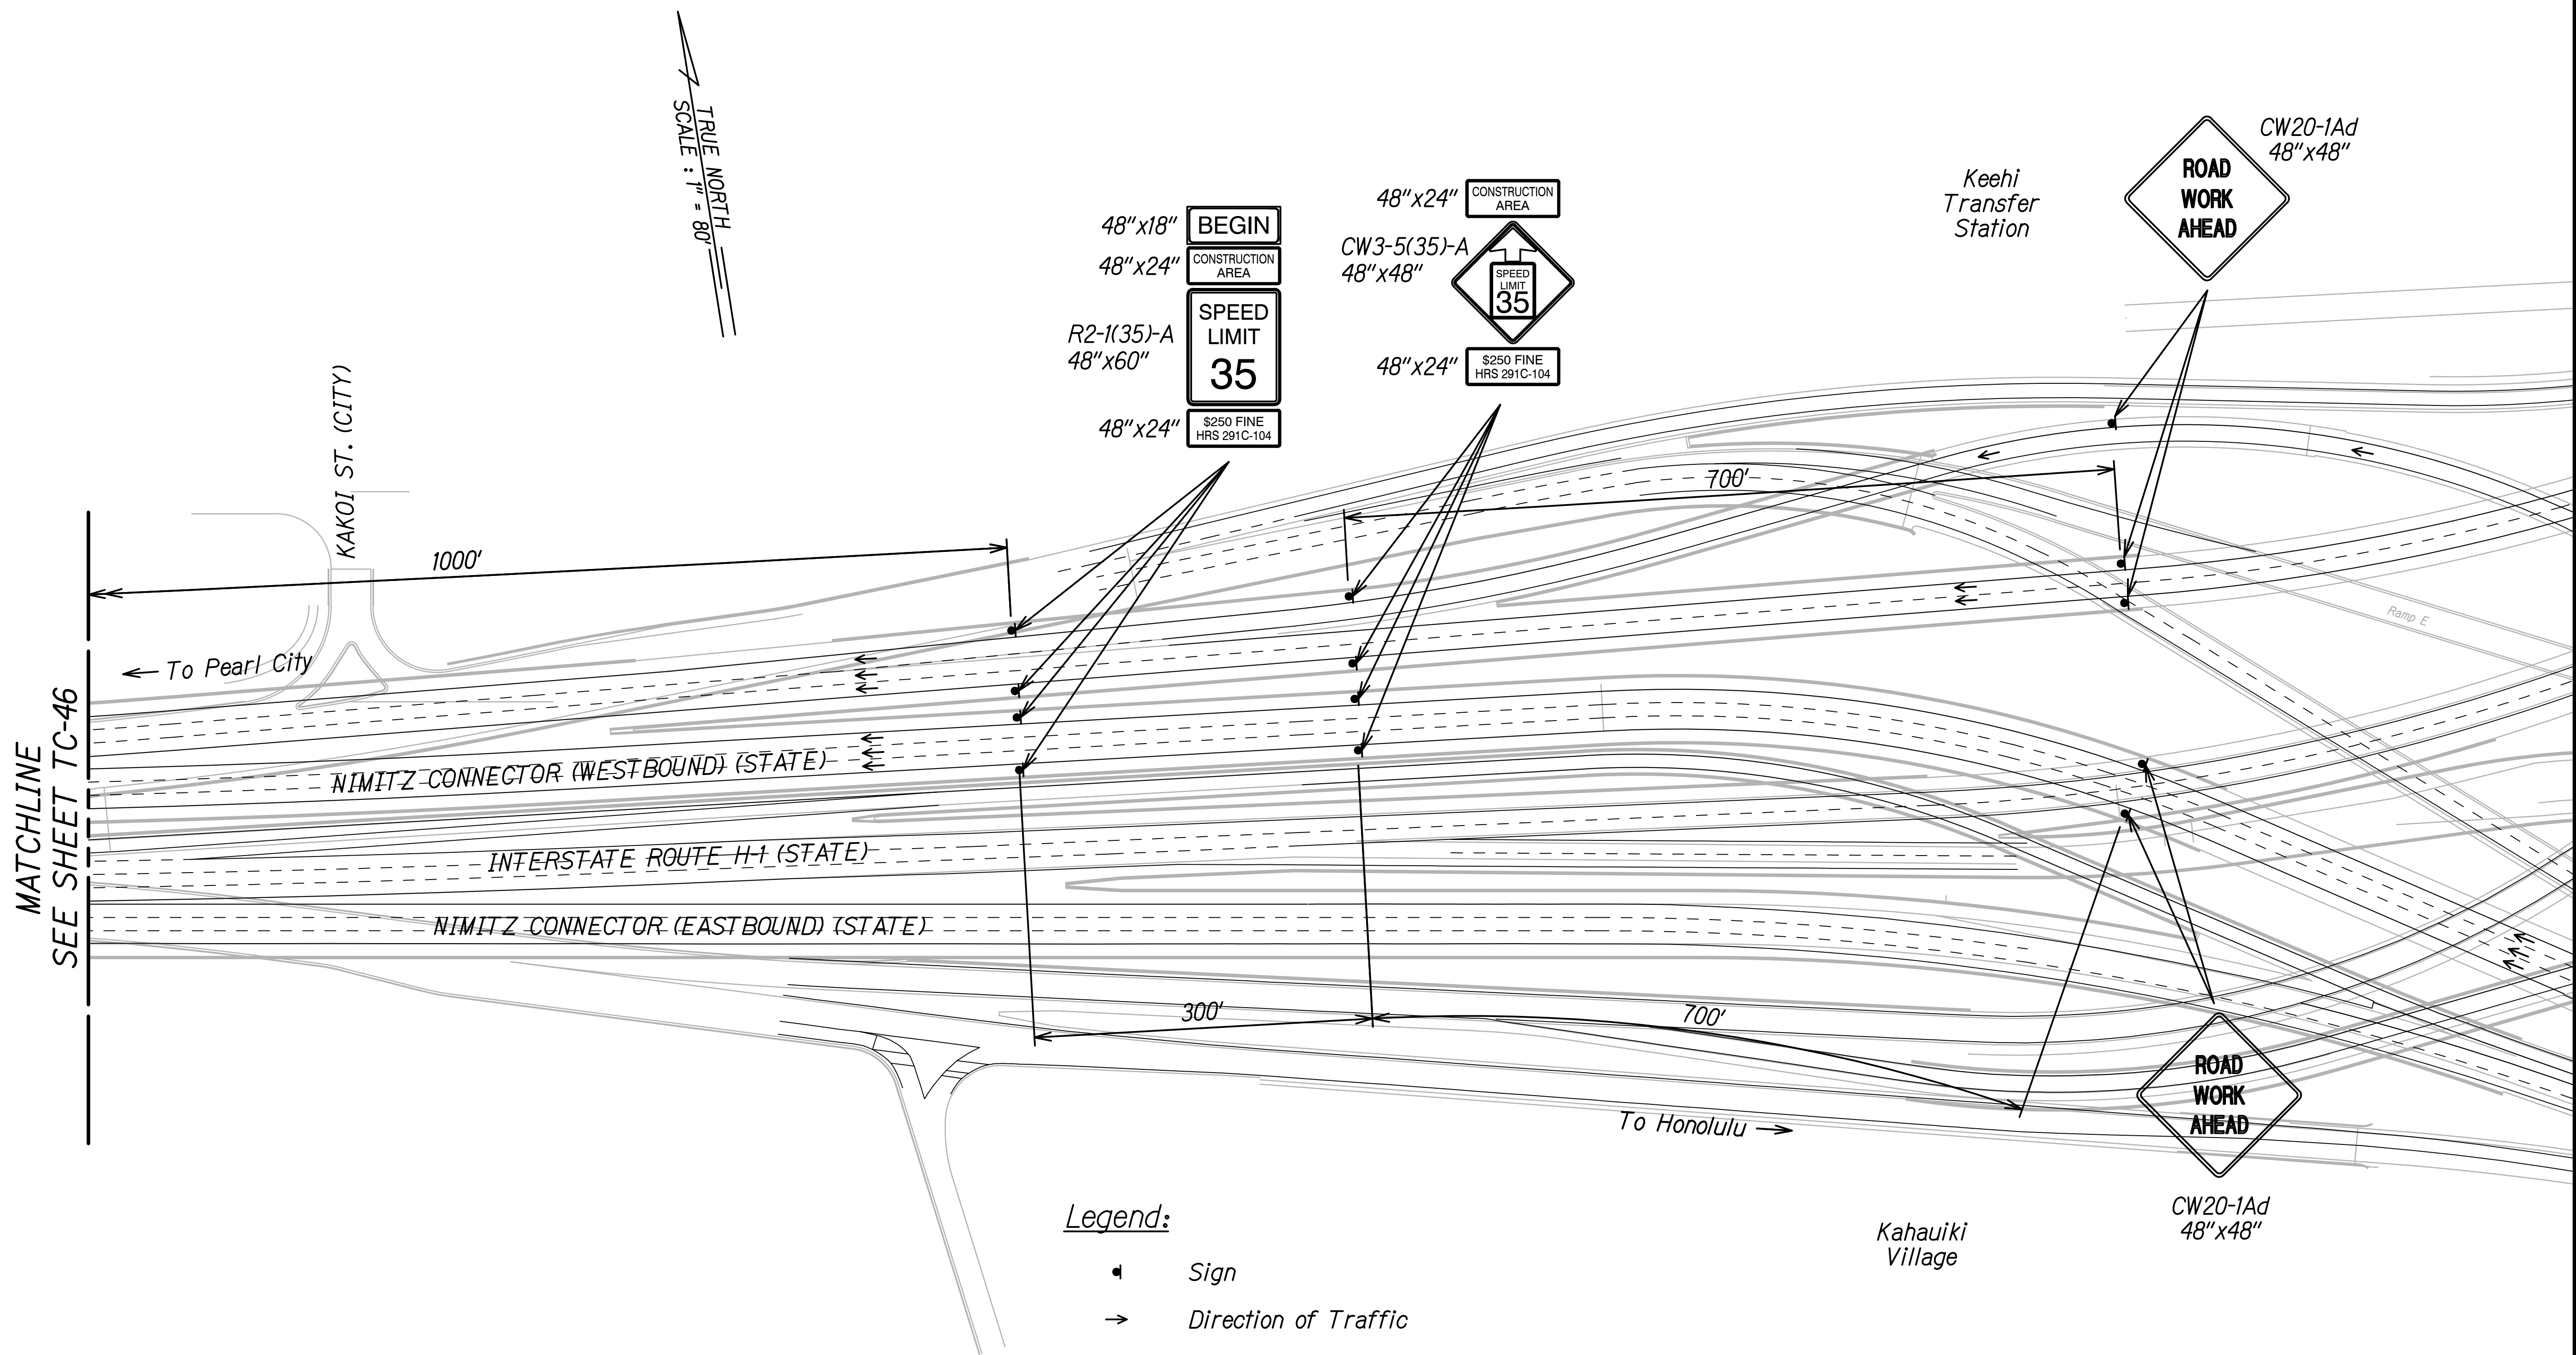 TRUE NORTH
SCALE : 1" = 80'
48"x18"
BEGIN
48"x24"
CONSTRUCTION
AREA
R2-1(35)-A
48"x60"
SPEED
LIMIT
35
48"x24"
$250 FINE
HRS 291C-104
48"x24"
CONSTRUCTION
AREA
CW3-5(35)-A
48"x48"
SPEED
LIMIT
35
48"x24"
$250 FINE
HRS 291C-104
Keehi
Transfer
Station
ROAD
WORK
AHEAD
CW20-1Ad
48"x48"
KAKOI ST. (CITY)
1000'
700'
Ramp E
To Pearl City
MATCHLINE
SEE SHEET TC-46
NIMITZ CONNECTOR (WESTBOUND) (STATE)
INTERSTATE ROUTE H-1 (STATE)
NIMITZ CONNECTOR (EASTBOUND) (STATE)
300'
700'
To Honolulu
ROAD
WORK
AHEAD
CW20-1Ad
48"x48"
Kahauiki
Village
Legend:
Sign
Direction of Traffic